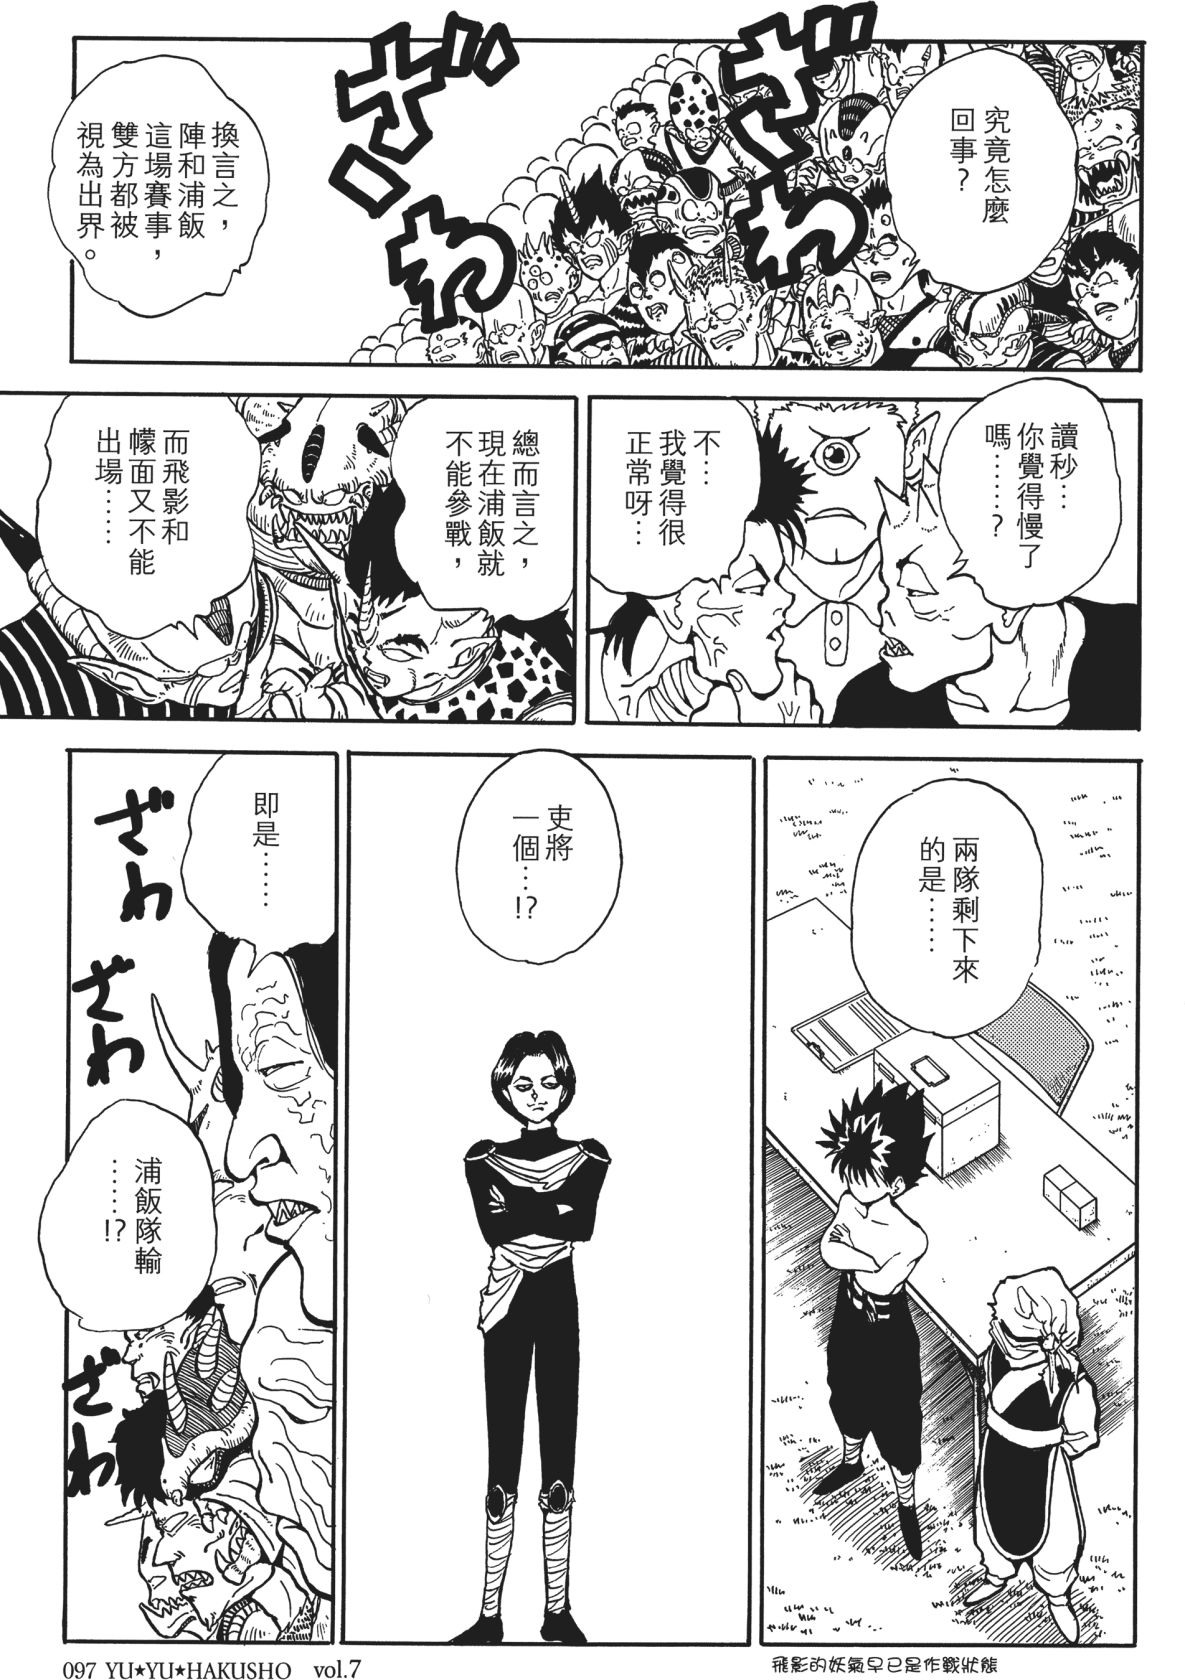 究竟怎麼
回事？
ざわ
ざわ
換言之，
陣和浦飯
這場賽事，
雙方都被
視為出界。
讀秒…
你覺得慢了
嗎……?
不…
我覺得很
正常呀…
總而言之，
現在浦飯就
不能參戰，
而飛影和
幪面又不能
出場……
兩隊剩下來
的是……
吏將
一個…!?
即是……
ざわ
ざわ
浦飯隊輸
……!?
ざわ
飛影的妖氣早已是作戰狀態
097 YU★YU★HAKUSHO vol.7